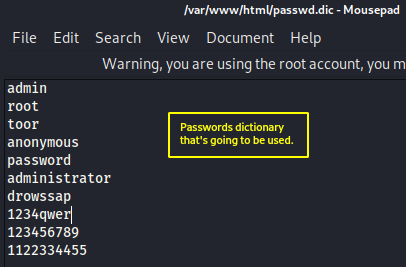 /var/www/html/passwd.dic - Mousepad
File Edit Search View Document Help
Warning, you are using the root account, you m
admin
root
toor
anonymous
password
administrator
drowssap
1234qwer
123456789
1122334455
Passwords dictionary
that's going to be used.